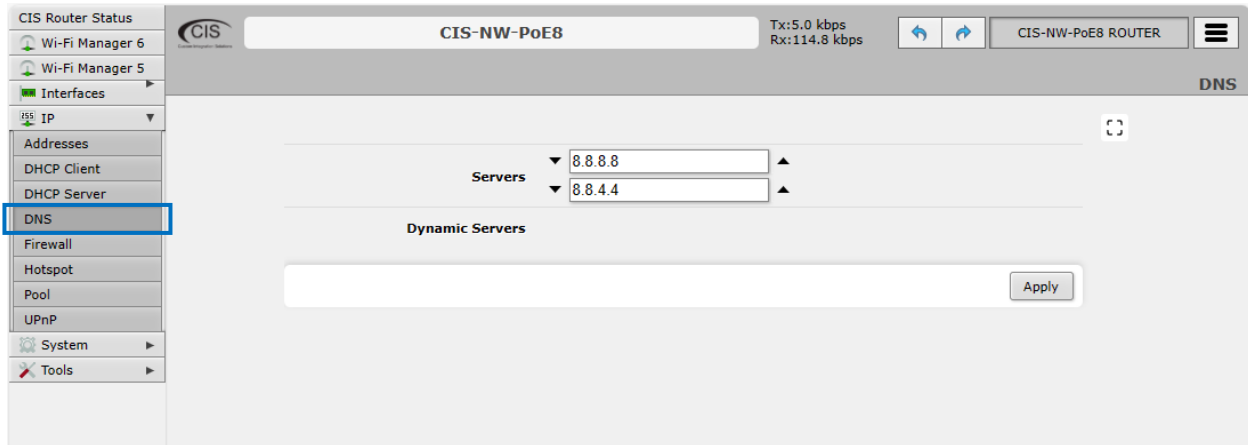 CIS Router Status
Wi-Fi Manager 6
Wi-Fi Manager 5
Interfaces
IP
Addresses
DHCP Client
DHCP Server
DNS
Firewall
Hotspot
Pool
UPnP
System
Tools
CIS
CIS-NW-PoE8
Tx:5.0 kbps
Rx:114.8 kbps
CIS-NW-PoE8 ROUTER
DNS
Servers
8.8.8.8
8.8.4.4
Dynamic Servers
Apply